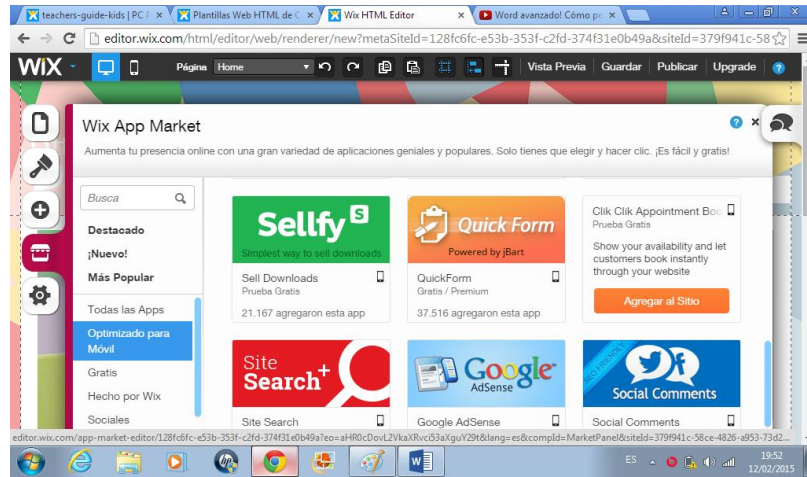 teachers-guide-kids | PC F
Plantillas Web HTML de C
Wix HTML Editor
Word avanzado! Cómo po
editor.wix.com/html/editor/web/renderer/new?metaSiteId=128fc6fc-e53b-353f-c2fd-374f31e0b49a&siteId=379f941c-58
WiX
Página
Home
Vista Previa
Guardar
Publicar
Upgrade
?
Wix App Market
Aumenta tu presencia online con una gran variedad de aplicaciones geniales y populares. Solo tienes que elegir y hacer clic. ¡Es fácil y gratis!
Busca
Destacado
¡Nuevo!
Más Popular
Todas las Apps
Optimizado para
Móvil
Gratis
Hecho por Wix
Sociales
Sellfy S
Simplest way to sell downloads
Sell Downloads
Prueba Gratis
21.167 agregaron esta app
Quick Form
Powered by jBart
QuickForm
Gratis / Premium
37.516 agregaron esta app
Clik Clik Appointment Boo
Prueba Gratis
Show your availability and let
customers book instantly
through your website
Agregar al Sitio
Site
Search+
Site Search
Google
AdSense
Google AdSense
SEO FRIENDLY
Social Comments
Social Comments
editor.wix.com/app-market-editor/128fc6fc-e53b-353f-c2fd-374f31e0b49a?eo=aHR0cDovL2VkaXRvci53aXguY29t&lang=es&compId=MarketPanel&siteId=379f941c-58ce-4826-a953-73d2...
ES
19:52
12/02/2015